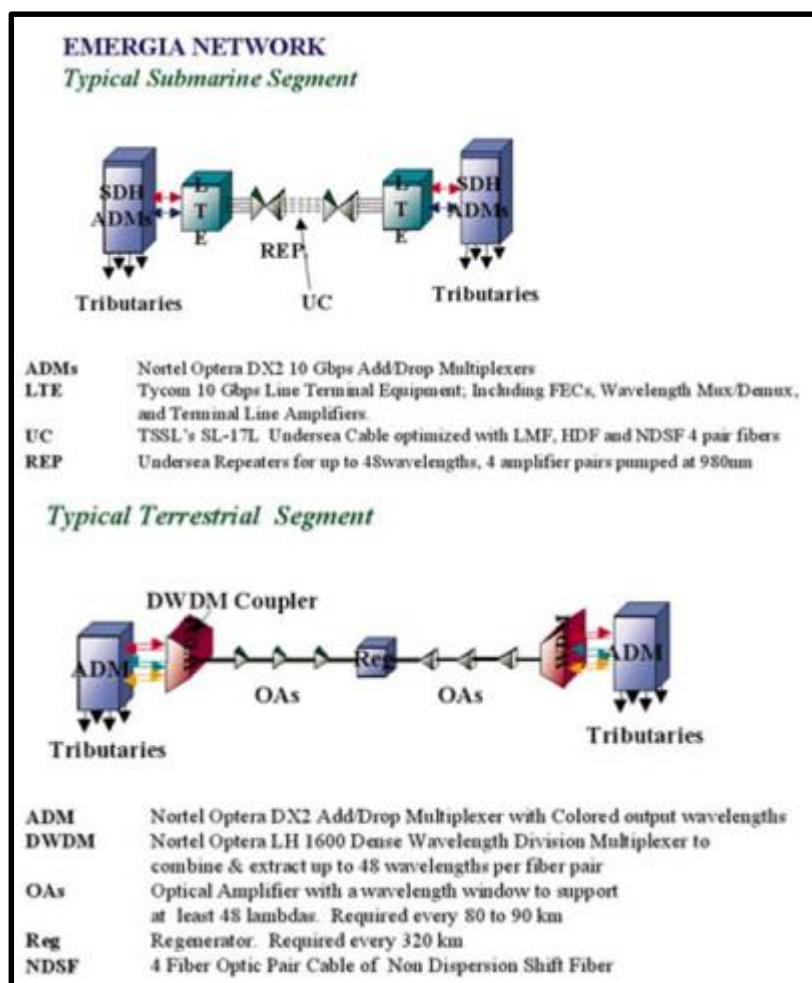 EMERGIA NETWORK
Typical Submarine Segment
SDH
ADMs
L
T
E
L
T
E
SDH
ADMs
REP
UC
Tributaries
Tributaries
ADMs Nortel Optera DX2 10 Gbps Add/Drop Multiplexers
LTE Tycom 10 Gbps Line Terminal Equipment; Including FECs, Wavelength Mux/Demux,
and Terminal Line Amplifiers.
UC TSSL's SL-17L Undersea Cable optimized with LMF, HDF and NDSF 4 pair fibers
REP Undersea Repeaters for up to 48wavelengths, 4 amplifier pairs pumped at 980nm
Typical Terrestrial Segment
DWDM Coupler
ADM
WDM
Reg
WDM
ADM
OAs
OAs
Tributaries
Tributaries
ADM Nortel Optera DX2 Add/Drop Multiplexer with Colored output wavelengths
DWDM Nortel Optera LH 1600 Dense Wavelength Division Multiplexer to
combine & extract up to 48 wavelengths per fiber pair
OAs Optical Amplifier with a wavelength window to support
at least 48 lambdas. Required every 80 to 90 km
Reg Regenerator. Required every 320 km
NDSF 4 Fiber Optic Pair Cable of Non Dispersion Shift Fiber